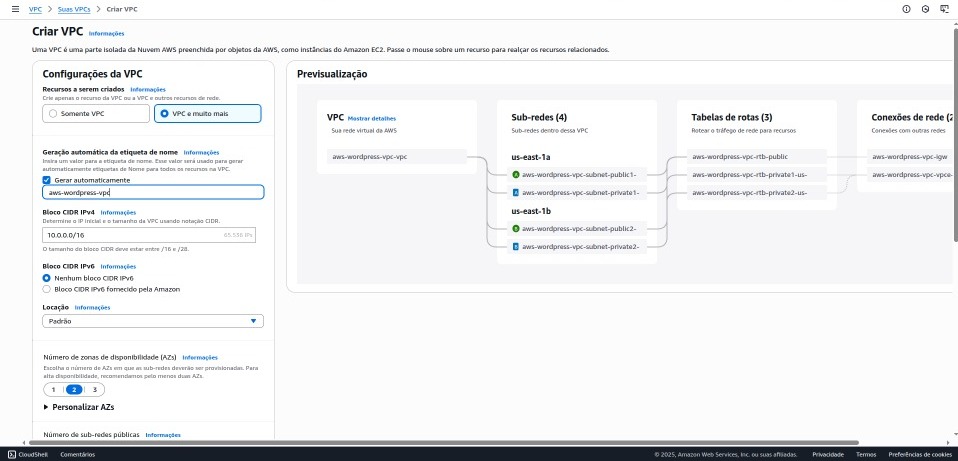 VPC > Suas VPCs > Criar VPC
Criar VPC Informações
Uma VPC é uma parte isolada da Nuvem AWS preenchida por objetos da AWS, como instâncias do Amazon EC2. Passe o mouse sobre um recurso para realçar os recursos relacionados.
Configurações da VPC
Recursos a serem criados Informações
Crie apenas o recurso da VPC ou a VPC e outros recursos de rede.
Somente VPC
VPC e muito mais
Geração automática da etiqueta de nome Informações
Insira um valor para a etiqueta de nome. Esse valor será usado para gerar
automaticamente etiquetas de Nome para todos os recursos na VPC.
Gerar automaticamente
aws-wordpress-vpc
Bloco CIDR IPv4 Informações
Determine o IP inicial e o tamanho da VPC usando notação CIDR.
10.0.0.0/16 65.536 IPs
O tamanho do bloco CIDR deve estar entre /16 e /28.
Bloco CIDR IPv6 Informações
Nenhum bloco CIDR IPv6
Bloco CIDR IPv6 fornecido pela Amazon
Locação Informações
Padrão
Número de zonas de disponibilidade (AZs) Informações
Escolha o número de AZs em que as sub-redes deverão ser provisionadas. Para
alta disponibilidade, recomendamos pelo menos duas AZs.
1 2 3
Personalizar AZs
Número de sub-redes públicas Informações
Previsualização
VPC Mostrar detalhes
Sua rede virtual da AWS
aws-wordpress-vpc-vpc
Sub-redes (4)
Sub-redes dentro dessa VPC
us-east-1a
A aws-wordpress-vpc-subnet-public1-
A aws-wordpress-vpc-subnet-private1-
us-east-1b
B aws-wordpress-vpc-subnet-public2-
B aws-wordpress-vpc-subnet-private2-
Tabelas de rotas (3)
Rotear o tráfego de rede para recursos
aws-wordpress-vpc-rtb-public
aws-wordpress-vpc-rtb-private1-us-
aws-wordpress-vpc-rtb-private2-us-
Conexões de rede (2
Conexões com outras redes
aws-wordpress-vpc-igw
aws-wordpress-vpc-vpce-
CloudShell Comentários © 2025, Amazon Web Services, Inc. ou suas afiliadas. Privacidade Termos Preferências de cookies